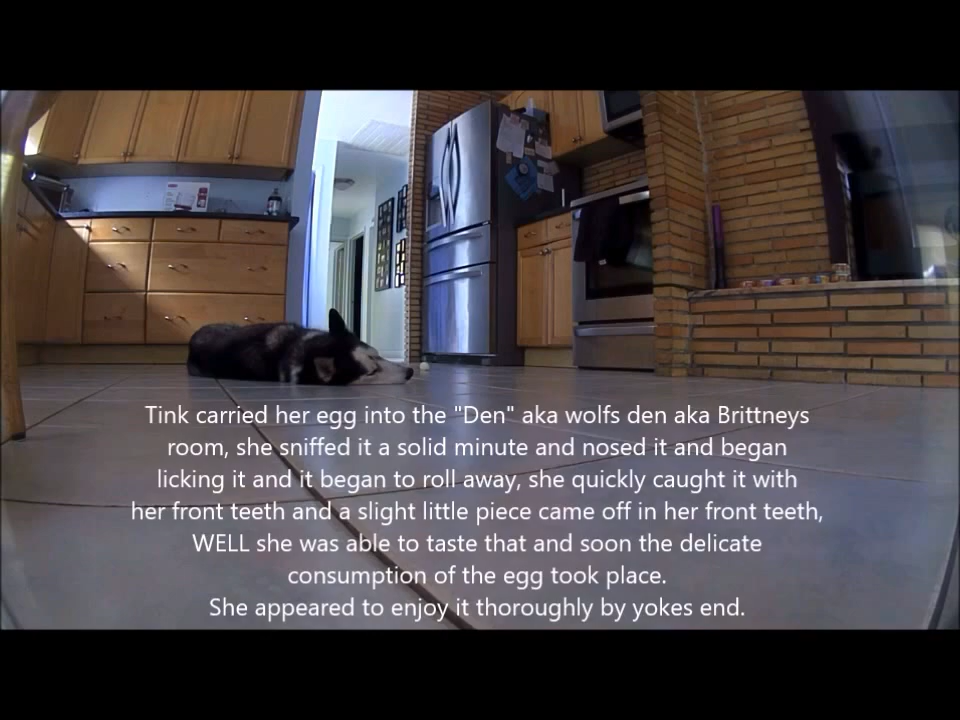 Tink carried her egg into the "Den" aka wolfs den aka Brittneys
room, she sniffed it a solid minute and nosed it and began
licking it and it began to roll away, she quickly caught it with
her front teeth and a slight little piece came off in her front teeth,
WELL she was able to taste that and soon the delicate
consumption of the egg took place.
She appeared to enjoy it thoroughly by yokes end.